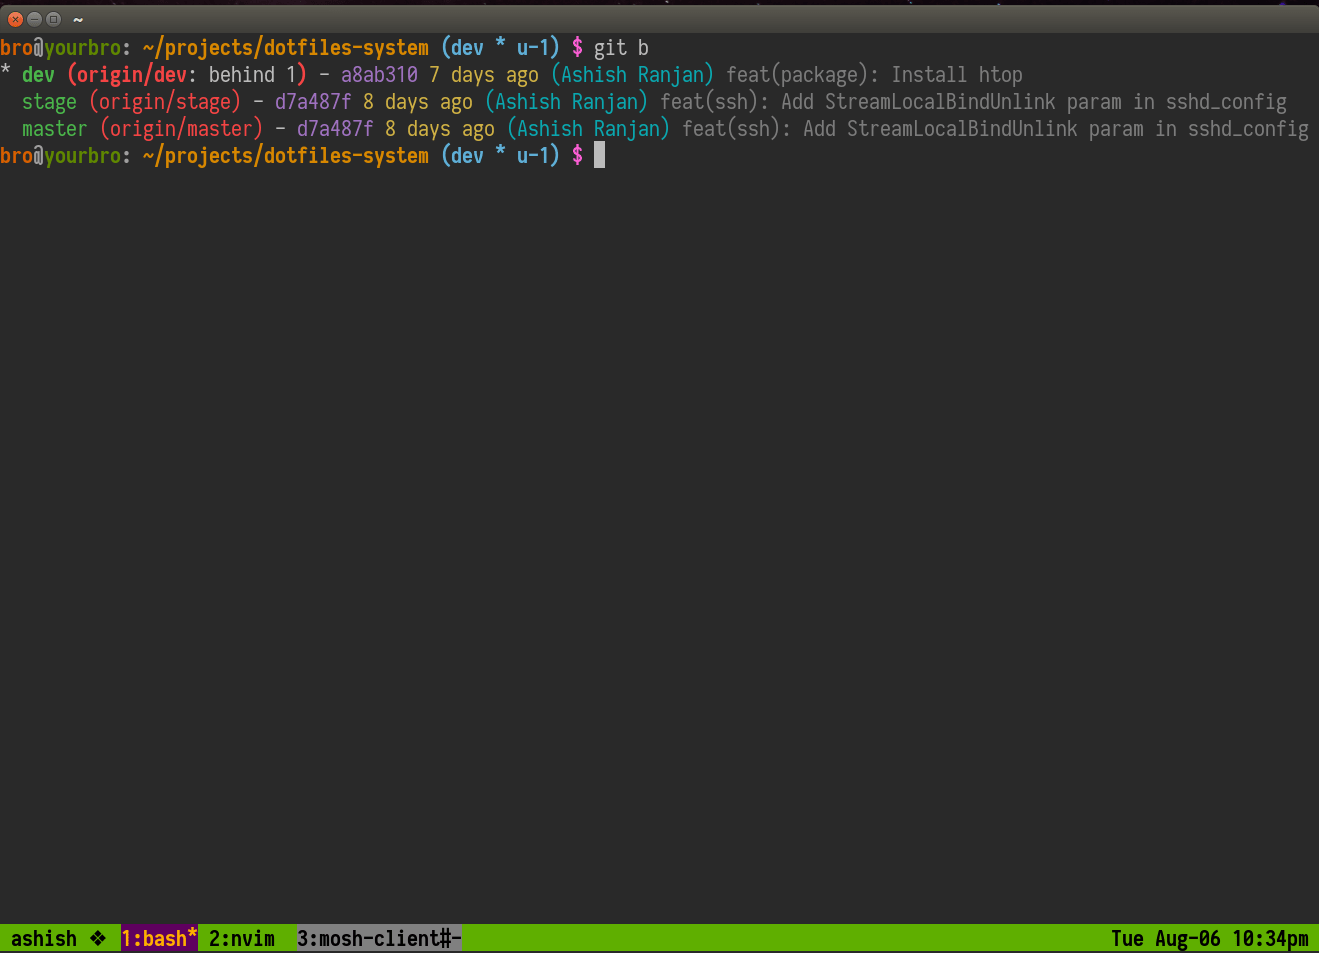 ~
bro@yourbro: ~/projects/dotfiles-system (dev * u-1) $ git b
* dev (origin/dev: behind 1) - a8ab310 7 days ago (Ashish Ranjan) feat(package): Install htop
stage (origin/stage) - d7a487f 8 days ago (Ashish Ranjan) feat(ssh): Add StreamLocalBindUnlink param in sshd_config
master (origin/master) - d7a487f 8 days ago (Ashish Ranjan) feat(ssh): Add StreamLocalBindUnlink param in sshd_config
bro@yourbro: ~/projects/dotfiles-system (dev * u-1) $
ashish ❖ 1:bash* 2:nvim 3:mosh-client#- Tue Aug-06 10:34pm